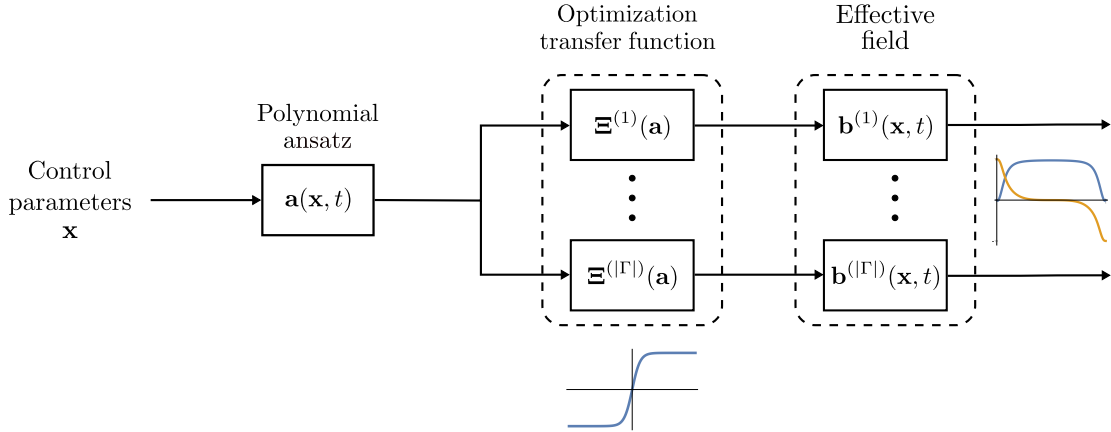 Optimization
transfer function
Effective
field
Polynomial
ansatz
Control
parameters
x
a(x, t)
Ξ^(1)(a)
b^(1)(x, t)
Ξ^(|Γ|)(a)
b^(|Γ|)(x, t)